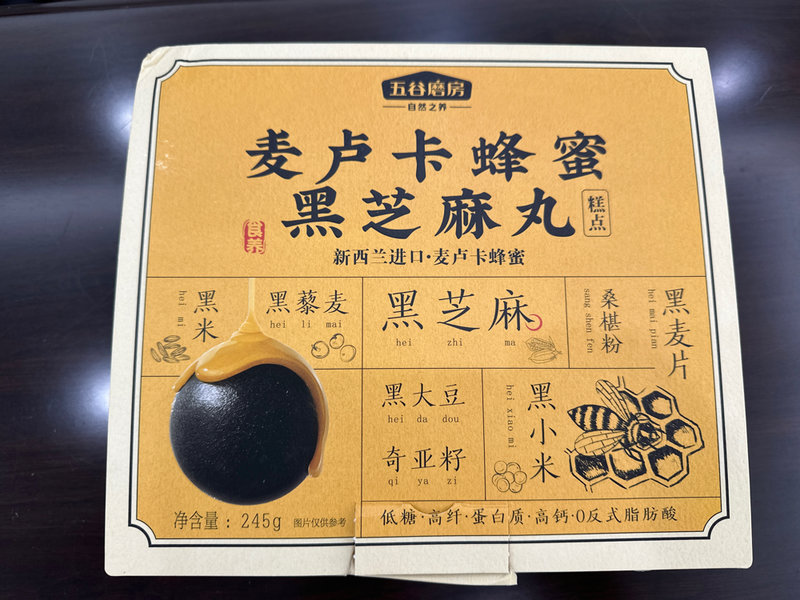 五谷磨房
自然之养
麦卢卡蜂蜜
黑芝麻丸
糕点
食养
新西兰进口·麦卢卡蜂蜜
黑米
hei mi
黑藜麦
hei li mai
黑芝麻
hei zhi ma
桑椹粉
sang shen fen
黑麦片
hei mai pian
黑大豆
hei da dou
奇亚籽
qi ya zi
黑小米
hei xiao mi
净含量：245g
图片仅供参考
低糖·高纤·蛋白质·高钙·0反式脂肪酸